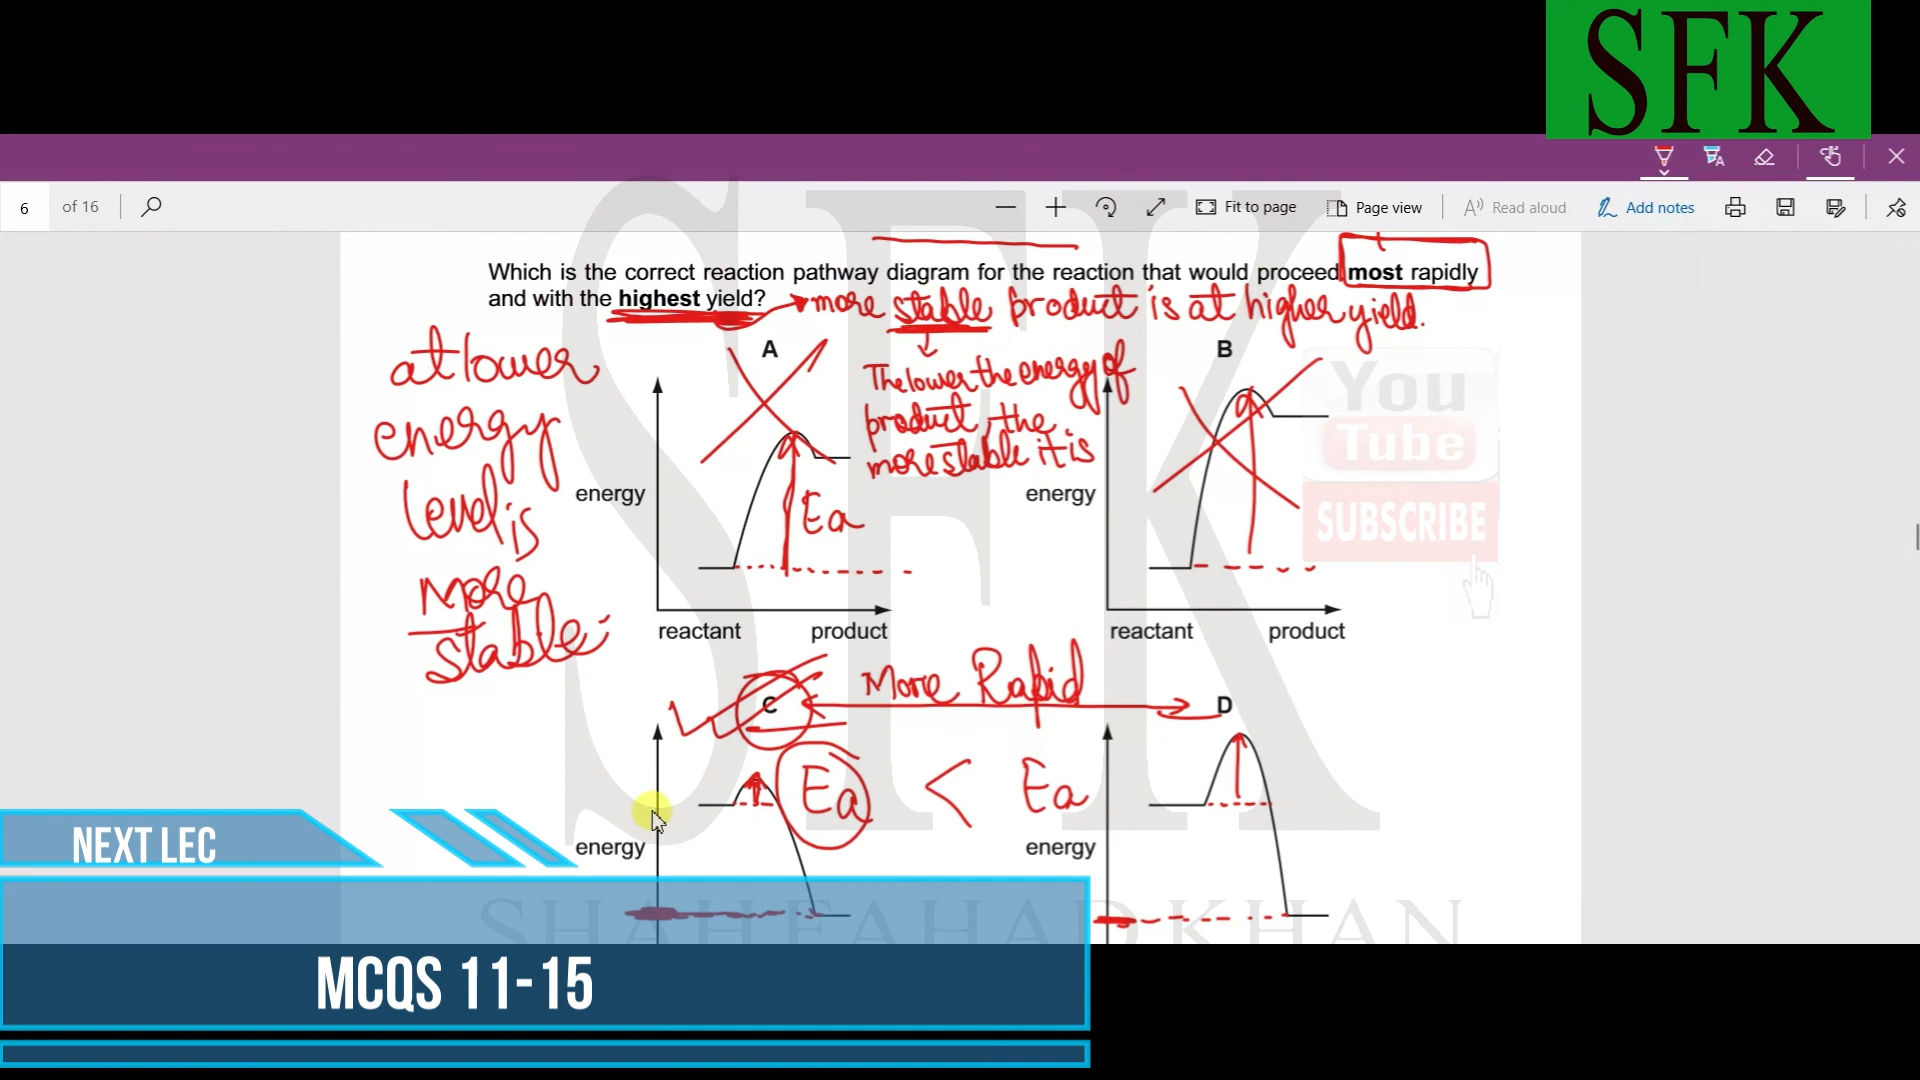 SFK
6 of 16
Fit to page
Page view
Read aloud
Add notes
Which is the correct reaction pathway diagram for the reaction that would proceed most rapidly
and with the highest yield?
more stable product is at higher yield.
at lower
energy
level is
more
stable
A
The lower the energy of
product, the
more stable it is
B
You
Tube
SUBSCRIBE
energy
Ea
energy
reactant product
reactant product
C
More Rapid
D
Ea < Ea
energy
energy
SHAHFAHAD KHAN
NEXT LEC
MCQS 11-15
SFK